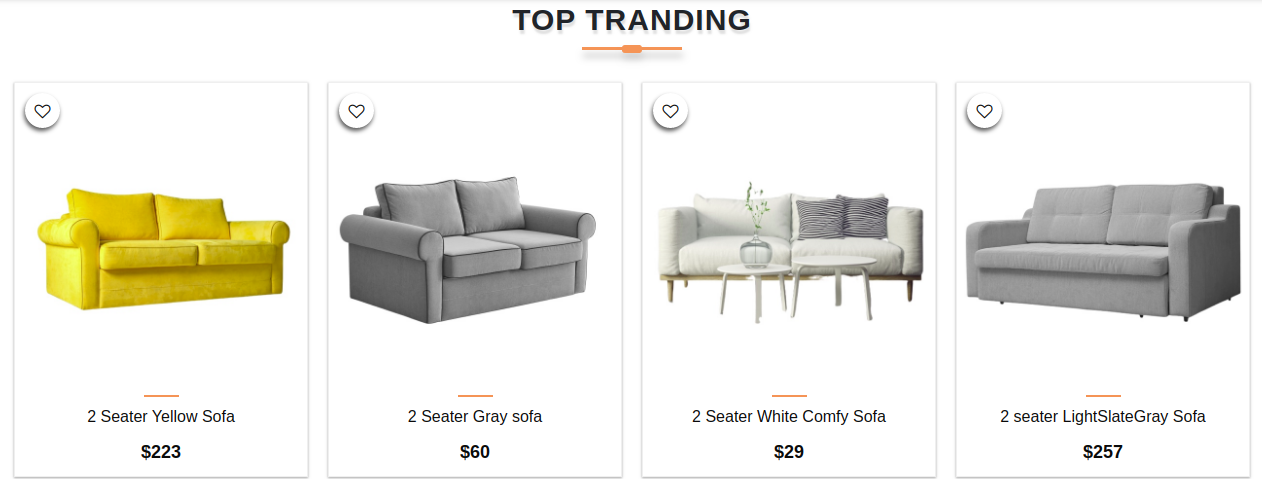 TOP TRANDING
2 Seater Yellow Sofa
$223
2 Seater Gray sofa
$60
2 Seater White Comfy Sofa
$29
2 seater LightSlateGray Sofa
$257